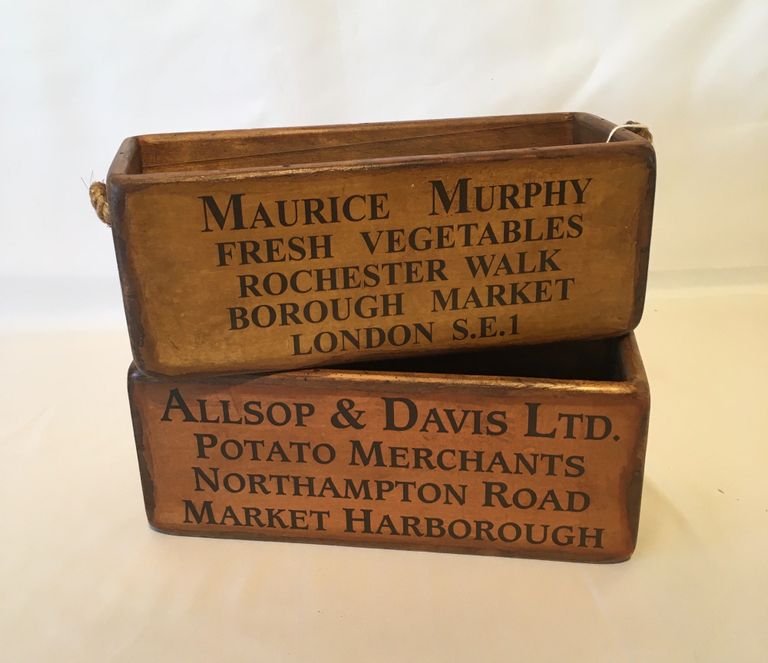 Maurice Murphy
FRESH VEGETABLES
ROCHESTER WALK
BOROUGH MARKET
LONDON S.E.1
ALLSOP & DAVIS LTD.
POTATO MERCHANTS
NORTHAMPTON ROAD
MARKET HARBOROUGH